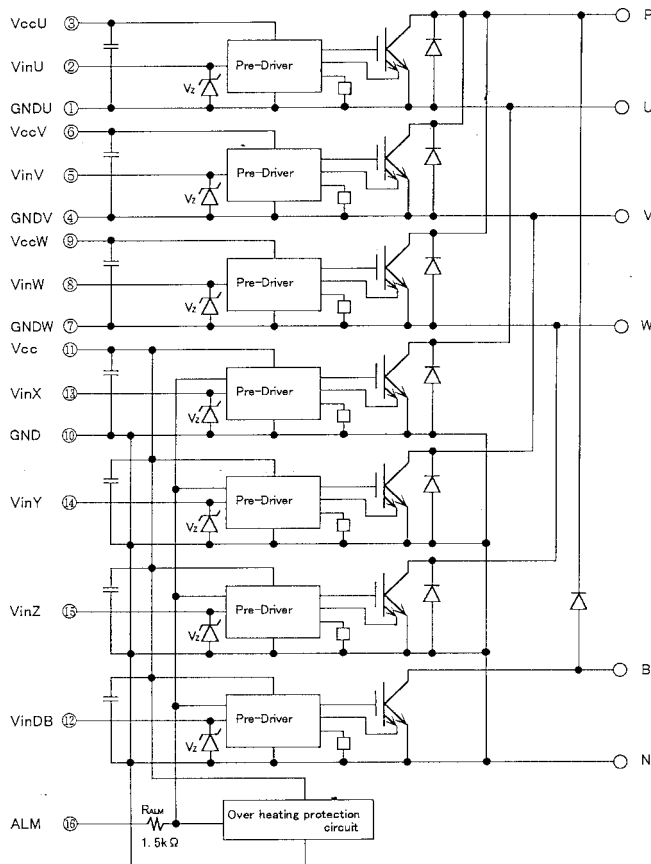 VccU ③ P
VinU ② Pre-Driver
Vz
GNDU ① U
VccV ⑥
VinV ⑤ Pre-Driver
Vz
GNDV ④ V
VccW ⑨
VinW ⑧ Pre-Driver
Vz
GNDW ⑦ W
Vcc ⑪
VinX ⑬ Pre-Driver
Vz
GND ⑩
VinY ⑭ Pre-Driver
Vz
VinZ ⑮ Pre-Driver
Vz
B
VinDB ⑫ Pre-Driver
Vz
N
ALM ⑯ RALM Over heating protection
circuit
1.5kΩ